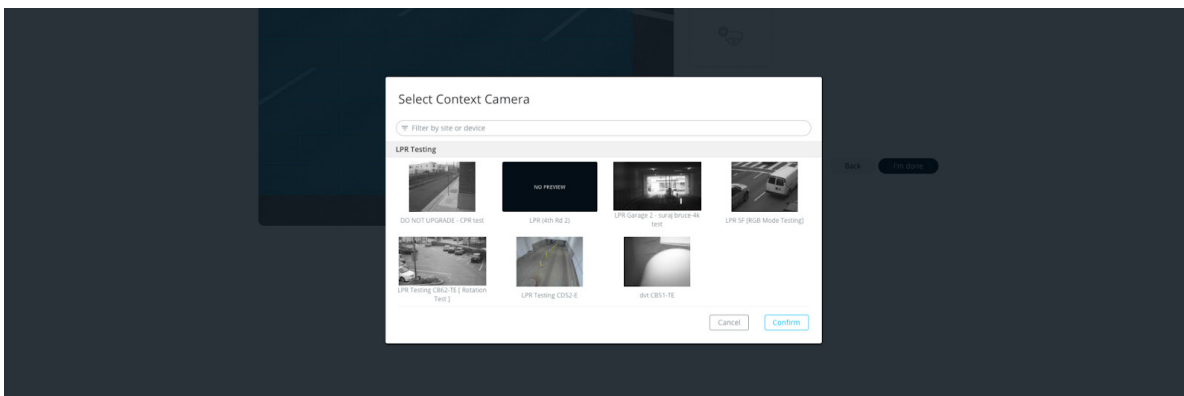 Select Context Camera
Filter by site or device
LPR Testing
NO PREVIEW
DO NOT UPGRADE - CPR test
LPR (4th Rd 2)
LPR Garage 2 - suraj bruce-4k
test
LPR SF [RGB Mode Testing]
LPR Testing CB62-TE [ Rotation
Test ]
LPR Testing CD52-E
dvt CB51-TE
Cancel
Confirm
Back
I'm done